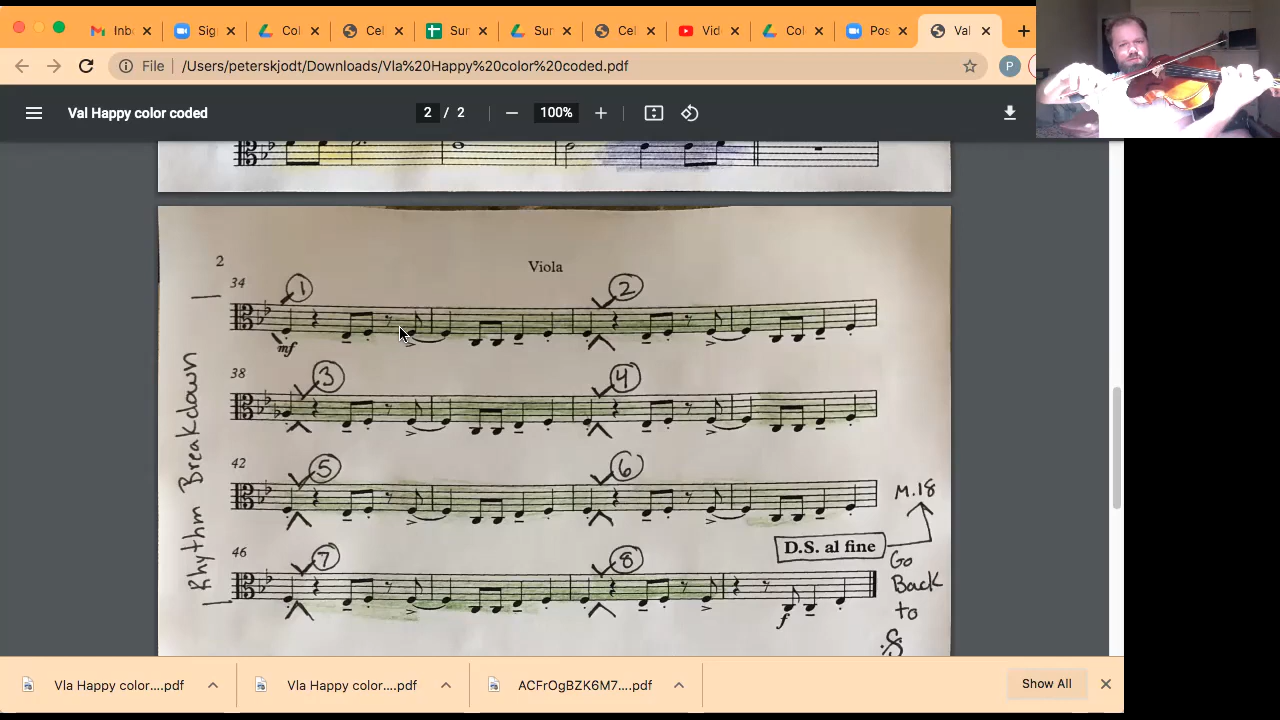 Inb
Sig
Col
Cel
Sur
Sur
Cel
Vid
Col
Pos
Val
File /Users/peterskjodt/Downloads/Vla%20Happy%20color%20coded.pdf
P
Val Happy color coded
2 / 2
100%
2
Viola
34
1
2
mf
38
3
4
Rhythm Breakdown
42
5
6
M.18
D.S. al fine
46
7
8
Go
Back
to
f
Vla Happy color....pdf
Vla Happy color....pdf
ACFrOgBZK6M7....pdf
Show All